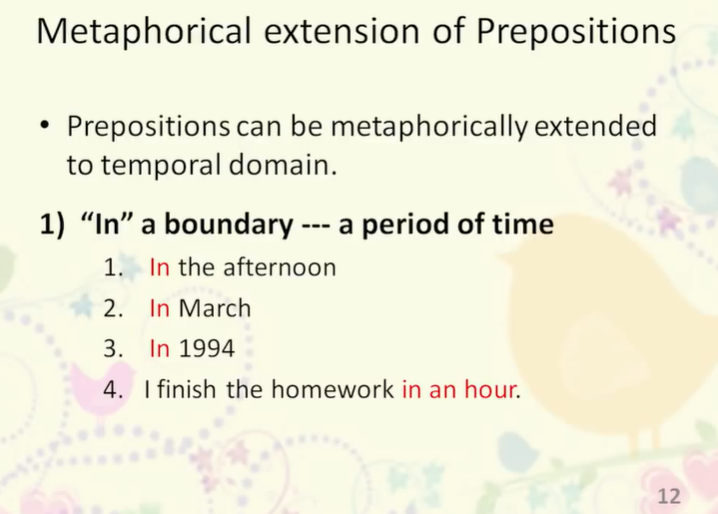 Metaphorical extension of Prepositions
• Prepositions can be metaphorically extended
to temporal domain.
1) “In” a boundary --- a period of time
1. In the afternoon
2. In March
3. In 1994
4. I finish the homework in an hour.
12